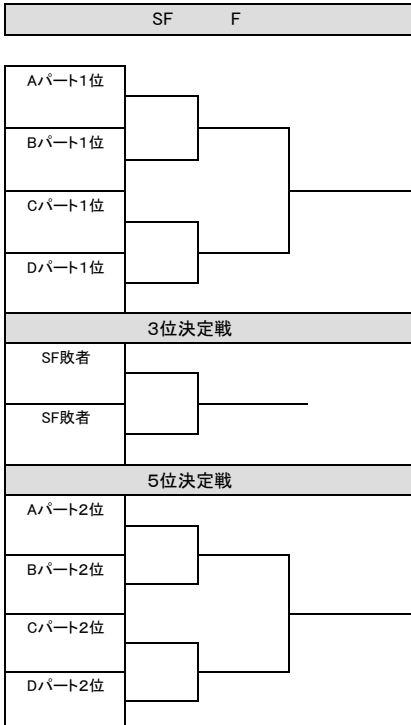 SF F
Aパート1位
Bパート1位
Cパート1位
Dパート1位
3位決定戦
SF敗者
SF敗者
5位決定戦
Aパート2位
Bパート2位
Cパート2位
Dパート2位